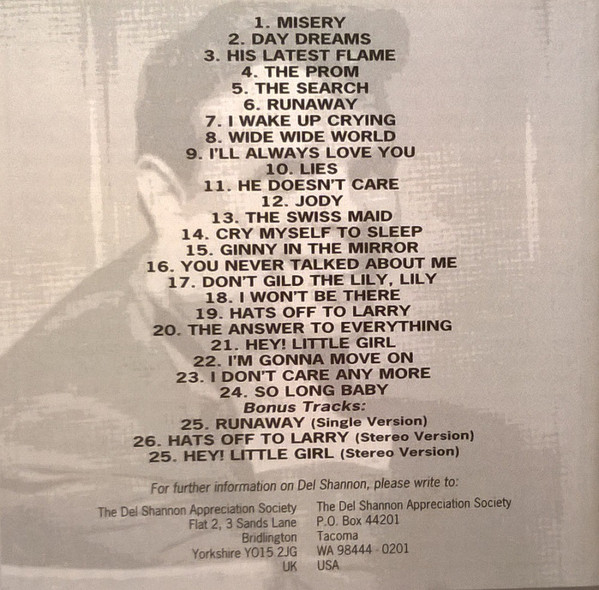 1. MISERY
2. DAY DREAMS
3. HIS LATEST FLAME
4. THE PROM
5. THE SEARCH
6. RUNAWAY
7. I WAKE UP CRYING
8. WIDE WIDE WORLD
9. I'LL ALWAYS LOVE YOU
10. LIES
11. HE DOESN'T CARE
12. JODY
13. THE SWISS MAID
14. CRY MYSELF TO SLEEP
15. GINNY IN THE MIRROR
16. YOU NEVER TALKED ABOUT ME
17. DON'T GILD THE LILY, LILY
18. I WON'T BE THERE
19. HATS OFF TO LARRY
20. THE ANSWER TO EVERYTHING
21. HEY! LITTLE GIRL
22. I'M GONNA MOVE ON
23. I DON'T CARE ANY MORE
24. SO LONG BABY
Bonus Tracks:
25. RUNAWAY (Single Version)
26. HATS OFF TO LARRY (Stereo Version)
25. HEY! LITTLE GIRL (Stereo Version)
For further information on Del Shannon, please write to:
The Del Shannon Appreciation Society
Flat 2, 3 Sands Lane
Bridlington
Yorkshire YO15 2JG
UK
The Del Shannon Appreciation Society
P.O. Box 44201
Tacoma
WA 98444 - 0201
USA